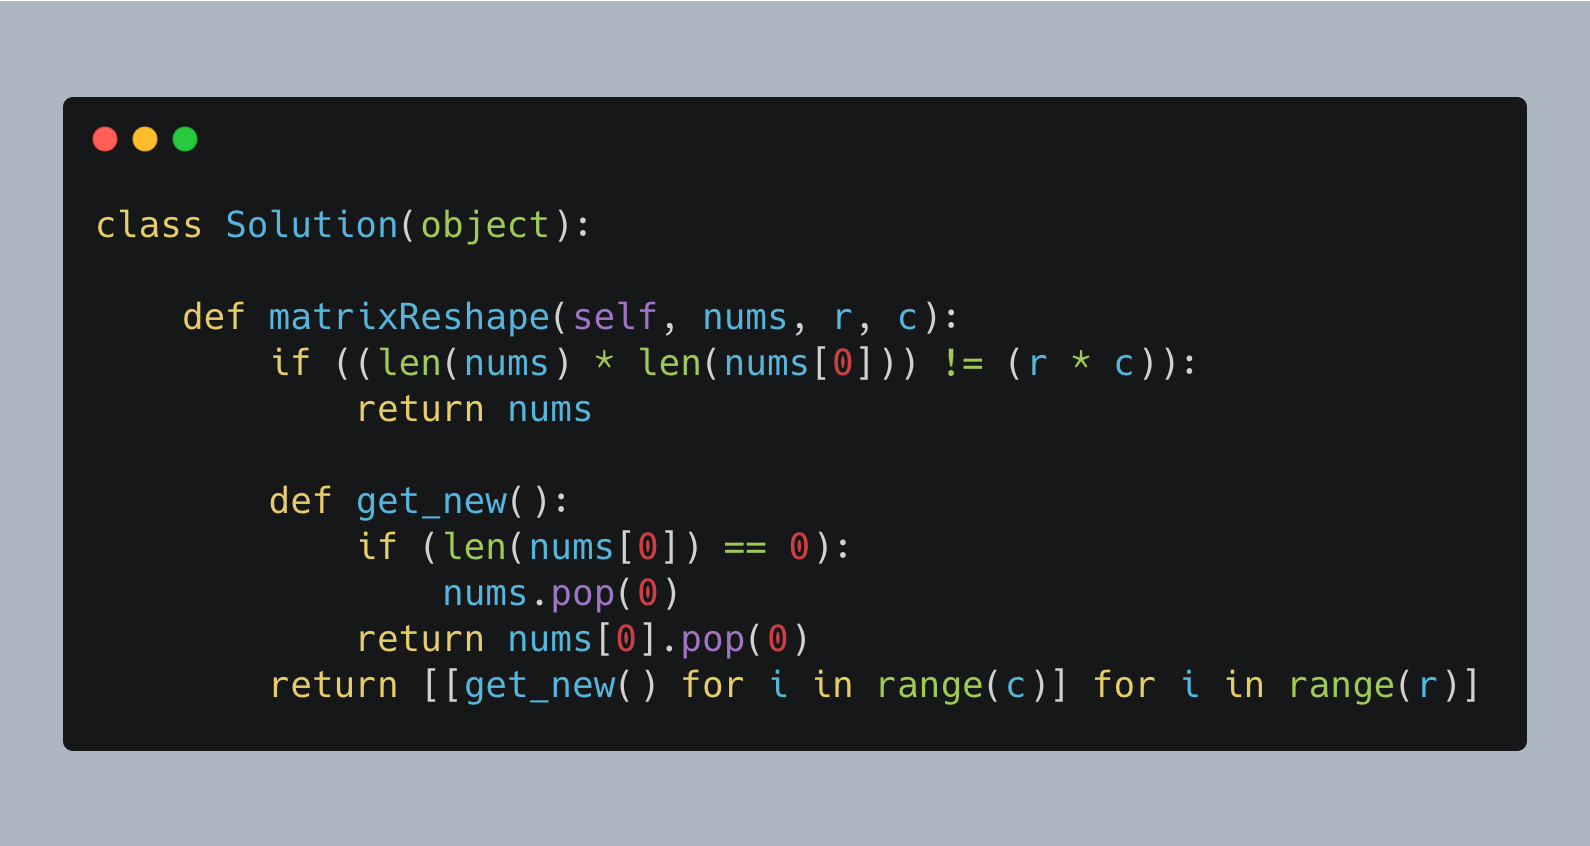 class Solution(object):

    def matrixReshape(self, nums, r, c):
        if ((len(nums) * len(nums[0])) != (r * c)):
            return nums

        def get_new():
            if (len(nums[0]) == 0):
                nums.pop(0)
            return nums[0].pop(0)
        return [[get_new() for i in range(c)] for i in range(r)]